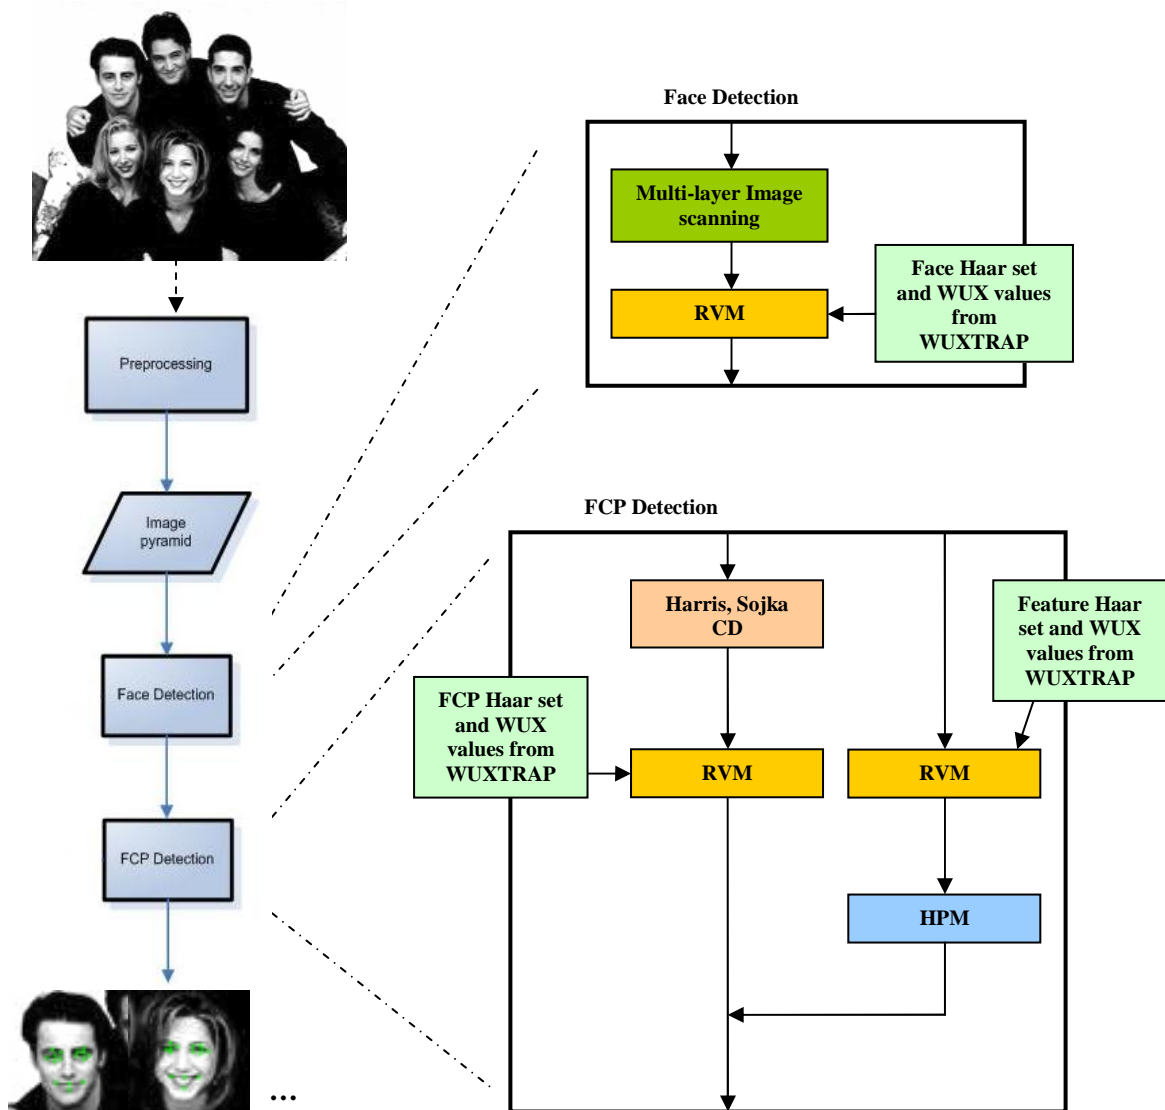 Face Detection
Multi-layer Image
scanning
RVM
Face Haar set
and WUX values
from
WUXTRAP
Preprocessing
Image
pyramid
Face Detection
FCP Detection
FCP Detection
Harris, Sojka
CD
Feature Haar
set and WUX
values from
WUXTRAP
FCP Haar set
and WUX
values from
WUXTRAP
RVM
RVM
HPM
...